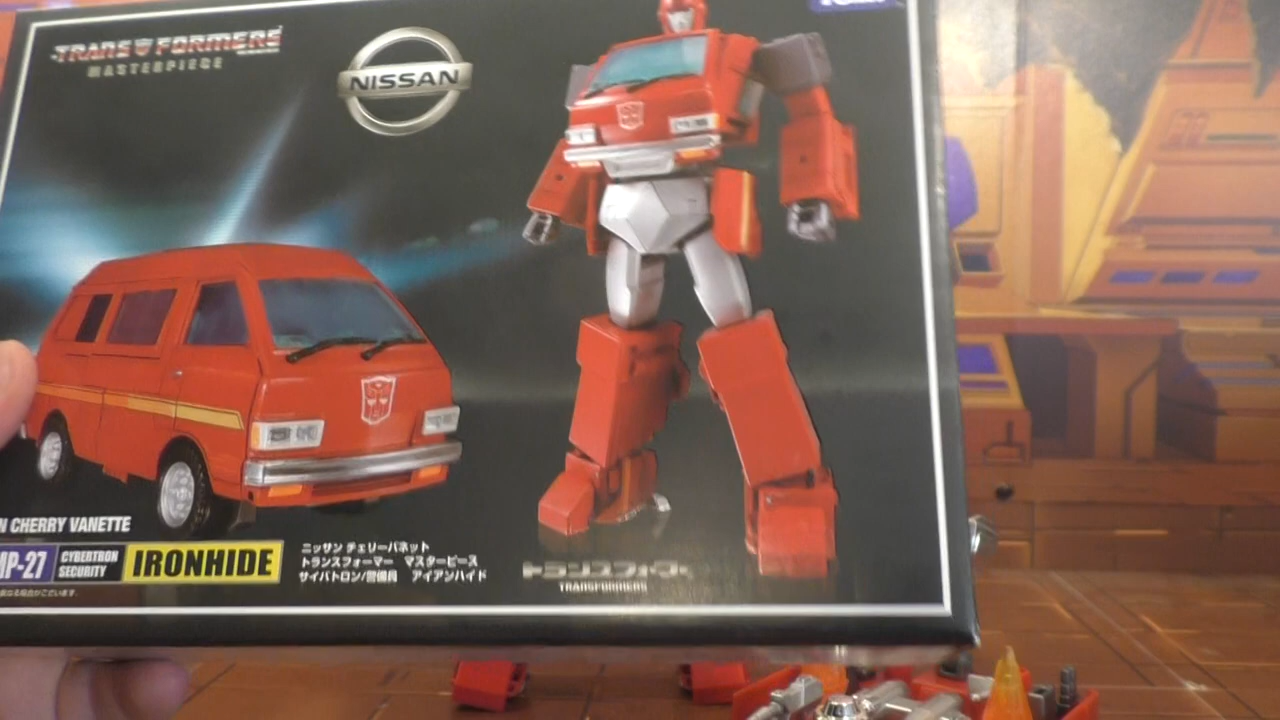 TRANSFORMERS
MASTERPIECE
NISSAN
N CHERRY VANETTE
MP-27
CYBERTRON
SECURITY
IRONHIDE
ニッサン チェリーバネット
トランスフォーマー マスターピース
サイバトロン/警備員 アイアンハイド
トランスフォーマー
TRANSFORMERS